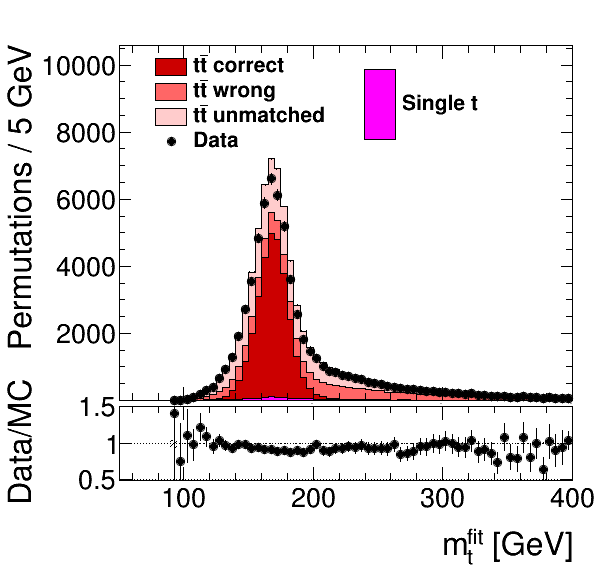 Permutations / 5 GeV
10000
8000
6000
4000
2000
tt̄ correct
tt̄ wrong
tt̄ unmatched
Data
Single t
Data/MC
1.5
1
0.5
100 200 300 400
m_t^fit [GeV]